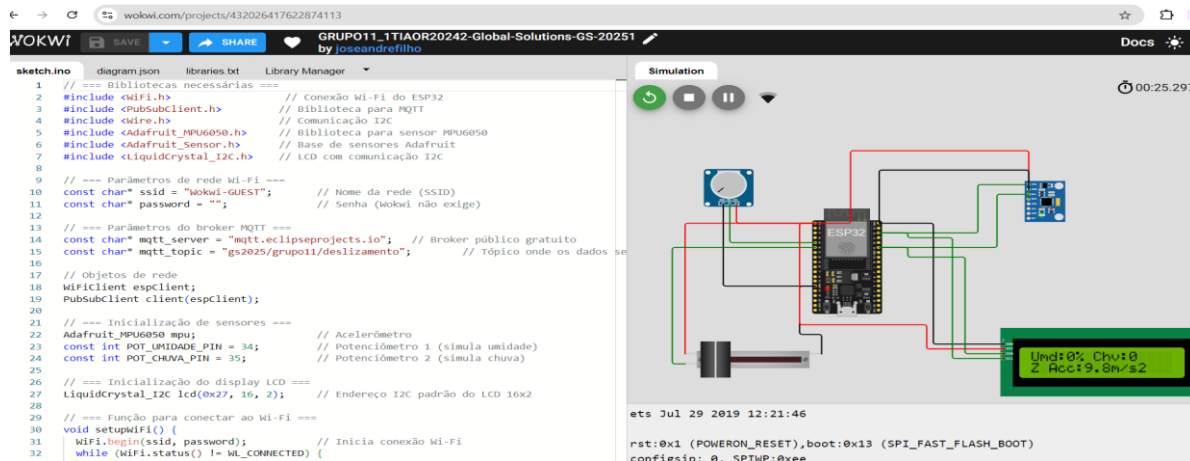 wokwi.com/projects/432026417622874113
WOKWi SAVE SHARE GRUPO11_1TIAOR20242-Global-Solutions-GS-20251
by joseandrefilho
Docs
sketch.ino diagram.json libraries.txt Library Manager
1 // === Bibliotecas necessárias ===
2 #include <WiFi.h> // Conexão Wi-Fi do ESP32
3 #include <PubSubClient.h> // Biblioteca para MQTT
4 #include <Wire.h> // Comunicação I2C
5 #include <Adafruit_MPU6050.h> // Biblioteca para sensor MPU6050
6 #include <Adafruit_Sensor.h> // Base de sensores Adafruit
7 #include <LiquidCrystal_I2C.h> // LCD com comunicação I2C
8
9 // === Parâmetros de rede Wi-Fi ===
10 const char* ssid = "Wokwi-GUEST"; // Nome da rede (SSID)
11 const char* password = ""; // Senha (Wokwi não exige)
12
13 // === Parâmetros do broker MQTT ===
14 const char* mqtt_server = "mqtt.eclipseprojects.io"; // Broker público gratuito
15 const char* mqtt_topic = "gs2025/grupo11/deslizamento"; // Tópico onde os dados se
16
17 // Objetos de rede
18 WiFiClient espClient;
19 PubSubClient client(espClient);
20
21 // === Inicialização de sensores ===
22 Adafruit_MPU6050 mpu; // Acelerômetro
23 const int POT_UMIDADE_PIN = 34; // Potenciômetro 1 (simula umidade)
24 const int POT_CHUVA_PIN = 35; // Potenciômetro 2 (simula chuva)
25
26 // === Inicialização do display LCD ===
27 LiquidCrystal_I2C lcd(0x27, 16, 2); // Endereço I2C padrão do LCD 16x2
28
29 // === Função para conectar ao Wi-Fi ===
30 void setupWiFi() {
31 WiFi.begin(ssid, password); // Inicia conexão Wi-Fi
32 while (WiFi.status() != WL_CONNECTED) {
Simulation
00:25.297
ESP32
Umd:0% Chv:0
Z Acc:9.8m/s2
ets Jul 29 2019 12:21:46
rst:0x1 (POWERON_RESET),boot:0x13 (SPI_FAST_FLASH_BOOT)
configsip: 0, SPIWP:0xee